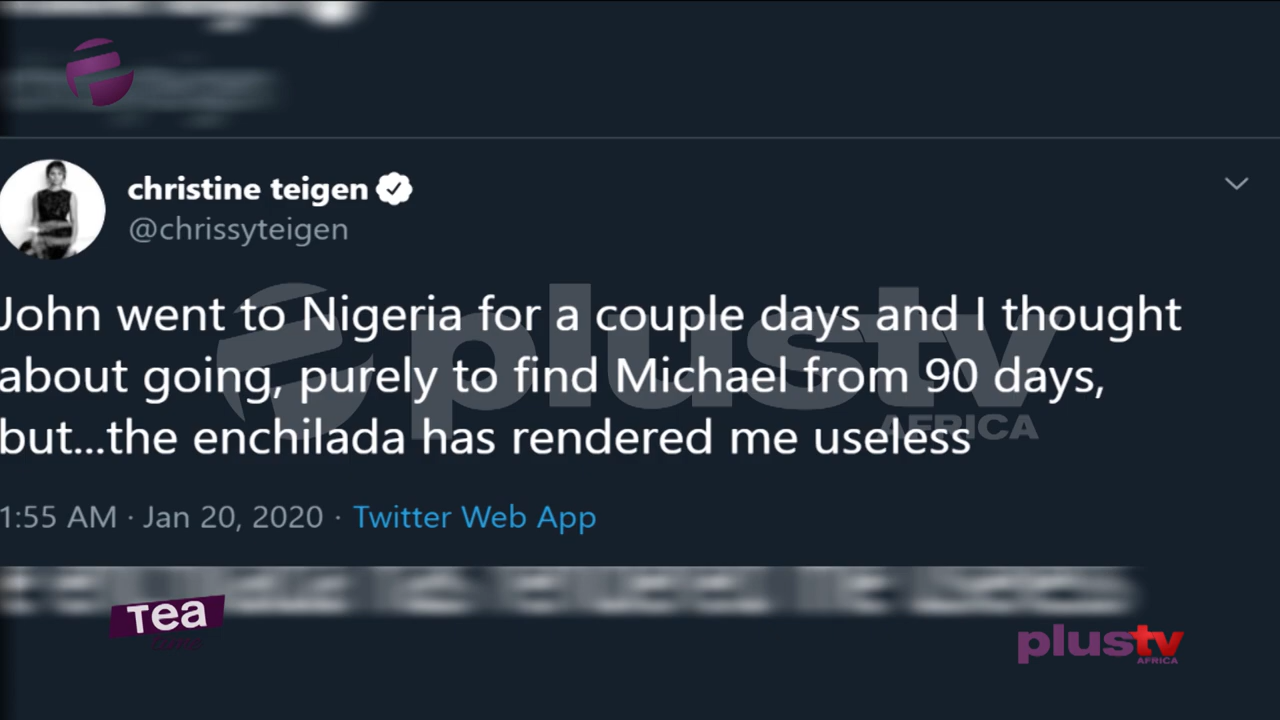 christine teigen
@chrissyteigen
John went to Nigeria for a couple days and I thought
about going, purely to find Michael from 90 days,
but...the enchilada has rendered me useless
1:55 AM · Jan 20, 2020 · Twitter Web App
plustv
AFRICA
Tea
plustv
AFRICA